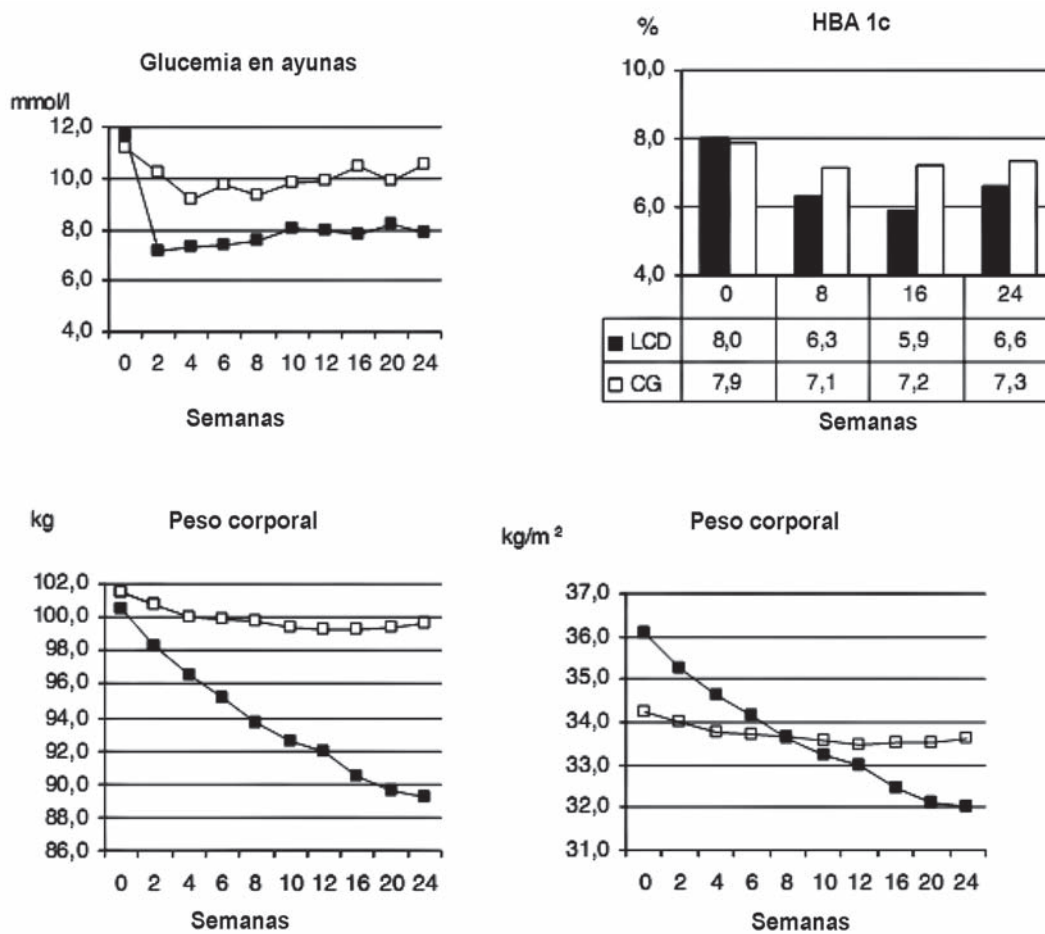 Glucemia en ayunas
mmol/l
12,0
10,0
8,0
6,0
4,0
0 2 4 6 8 10 12 16 20 24
Semanas
% HBA 1c
10,0
8,0
6,0
4,0
0 8 16 24
LCD 8,0 6,3 5,9 6,6
CG 7,9 7,1 7,2 7,3
Semanas
kg Peso corporal
102,0
100,0
98,0
96,0
94,0
92,0
90,0
88,0
86,0
0 2 4 6 8 10 12 16 20 24
Semanas
kg/m² Peso corporal
37,0
36,0
35,0
34,0
33,0
32,0
31,0
0 2 4 6 8 10 12 16 20 24
Semanas